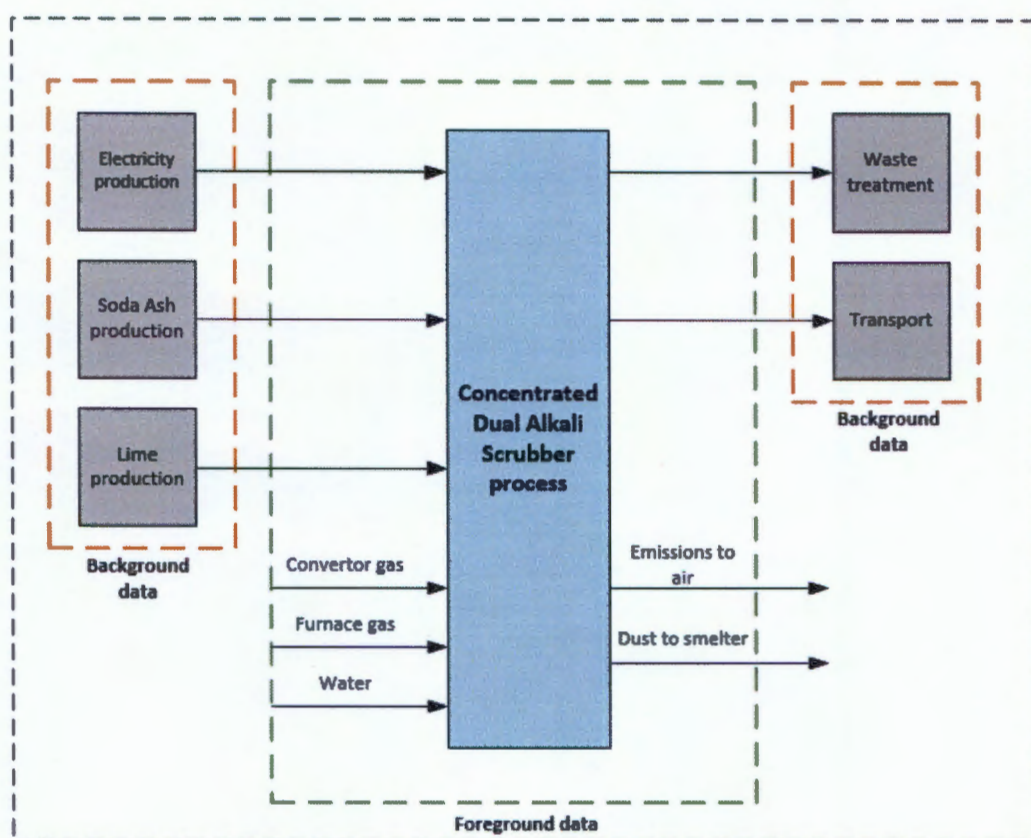 Electricity
production
Soda Ash
production
Lime
production
Background
data
Convertor gas
Furnace gas
Water
Concentrated
Dual Alkali
Scrubber
process
Emissions to
air
Dust to smelter
Waste
treatment
Transport
Background
data
Foreground data